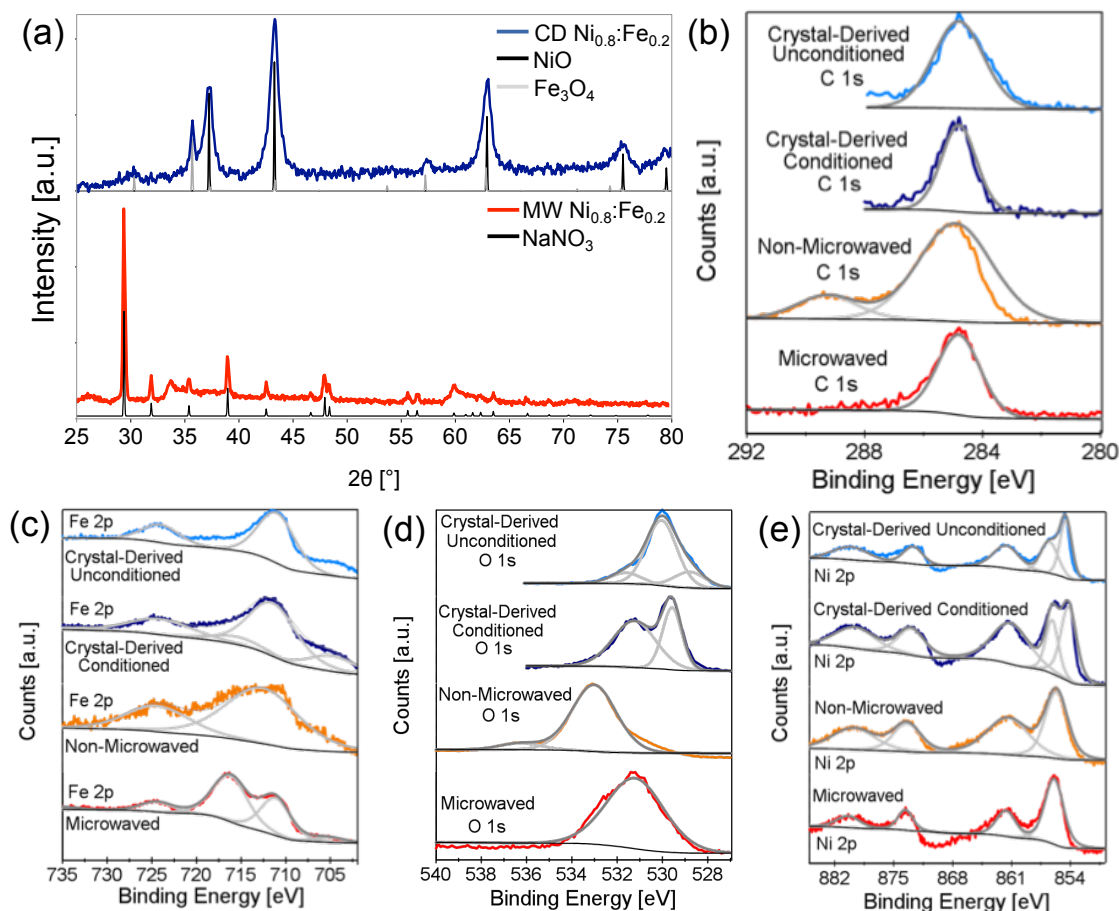 (a)
CD Ni0.8:Fe0.2
NiO
Fe3O4
MW Ni0.8:Fe0.2
NaNO3
Intensity [a.u.]
25 30 35 40 45 50 55 60 65 70 75 80
2θ [°]
(b)
Crystal-Derived
Unconditioned
C 1s
Crystal-Derived
Conditioned
C 1s
Non-Microwaved
C 1s
Microwaved
C 1s
Counts [a.u.]
292 288 284 280
Binding Energy [eV]
(c)
Fe 2p
Crystal-Derived
Unconditioned
Fe 2p
Crystal-Derived
Conditioned
Fe 2p
Non-Microwaved
Fe 2p
Microwaved
Counts [a.u.]
735 730 725 720 715 710 705
Binding Energy [eV]
(d)
Crystal-Derived
Unconditioned
O 1s
Crystal-Derived
Conditioned
O 1s
Non-Microwaved
O 1s
Microwaved
O 1s
Counts [a.u.]
540 538 536 534 532 530 528
Binding Energy [eV]
(e)
Crystal-Derived Unconditioned
Ni 2p
Crystal-Derived Conditioned
Ni 2p
Non-Microwaved
Ni 2p
Microwaved
Ni 2p
Counts [a.u.]
882 875 868 861 854
Binding Energy [eV]